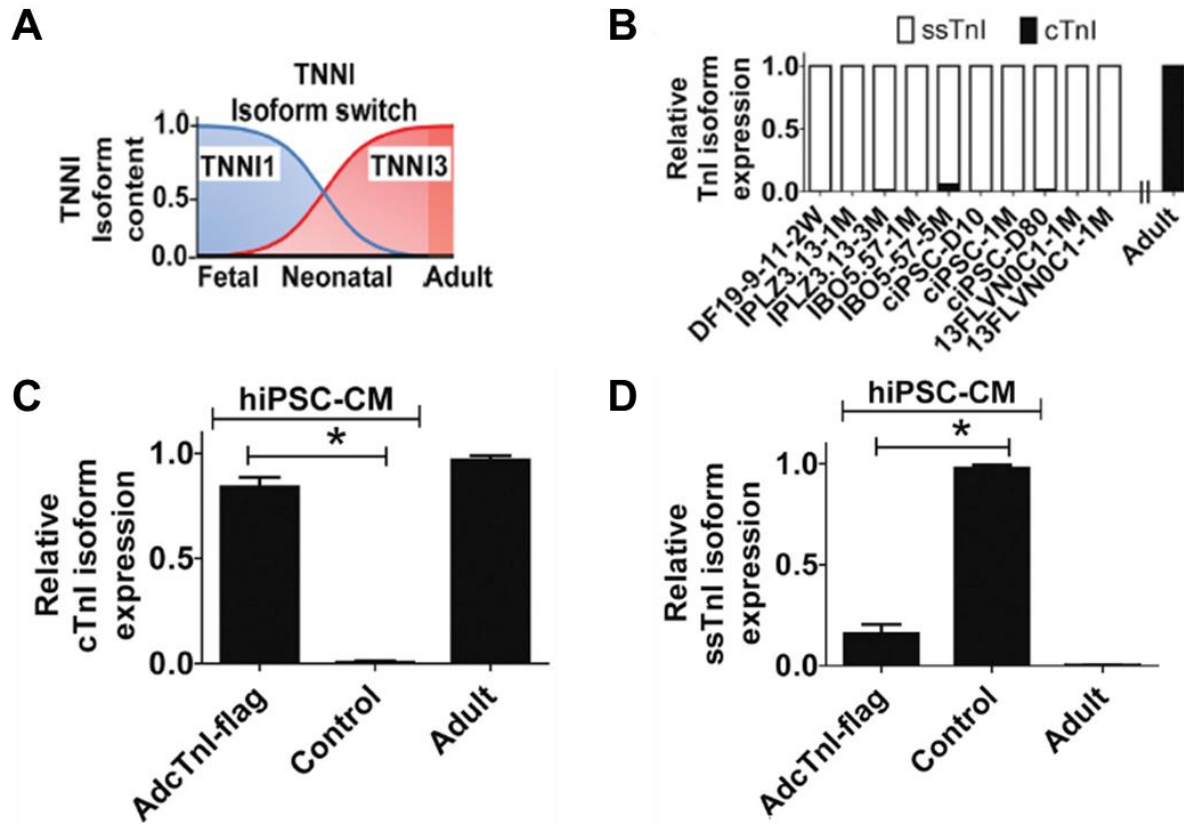 A
TNNI
Isoform switch
TNNI
Isoform
content
1.0
0.5
0.0
TNNI1
TNNI3
Fetal Neonatal Adult
B
ssTnI cTnI
Relative
TnI isoform
expression
1.0
0.5
0.0
DF19-9-11-2W
IPLZ3.13-1M
IPLZ3.13-3M
IBO5.57-1M
IBO5-57-5M
ciPSC-D10
ciPSC-1M
ciPSC-D80
13FLVN0C1-1M
13FLVN0C1-1M
Adult
C
hiPSC-CM
*
Relative
cTnI isoform
expression
1.0
0.5
0.0
AdcTnI-flag
Control
Adult
D
hiPSC-CM
*
Relative
ssTnI isoform
expression
1.0
0.5
0.0
AdcTnI-flag
Control
Adult